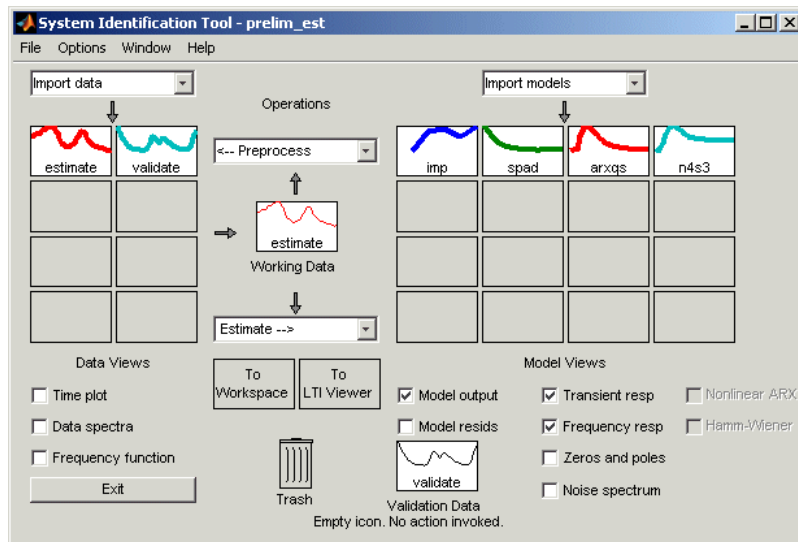 System Identification Tool - prelim_est
File Options Window Help
Import data
Operations
Import models
estimate
validate
<-- Preprocess
imp
spad
arxqs
n4s3
estimate
Working Data
Estimate -->
Data Views
To
Workspace
To
LTI Viewer
Model Views
Time plot
Model output
Transient resp
Nonlinear ARX
Data spectra
Model resids
Frequency resp
Hamm-Wiener
Frequency function
Zeros and poles
validate
Exit
Trash
Validation Data
Noise spectrum
Empty icon. No action invoked.